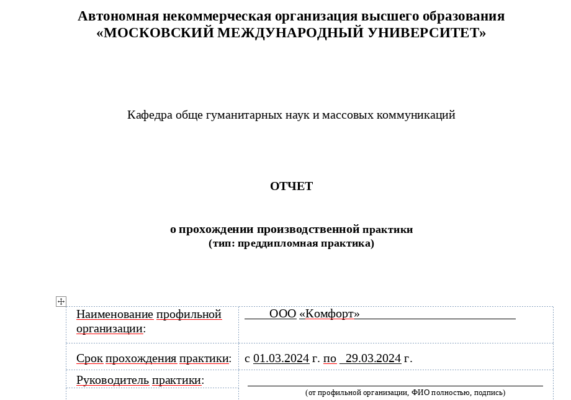 Автономная некоммерческая организация высшего образования
«МОСКОВСКИЙ МЕЖДУНАРОДНЫЙ УНИВЕРСИТЕТ»
Кафедра обще гуманитарных наук и массовых коммуникаций
ОТЧЕТ
о прохождении производственной практики
(тип: преддипломная практика)
Наименование профильной организации: ООО «Комфорт»
Срок прохождения практики: с 01.03.2024 г. по 29.03.2024 г.
Руководитель практики:
(от профильной организации, ФИО полностью, подпись)